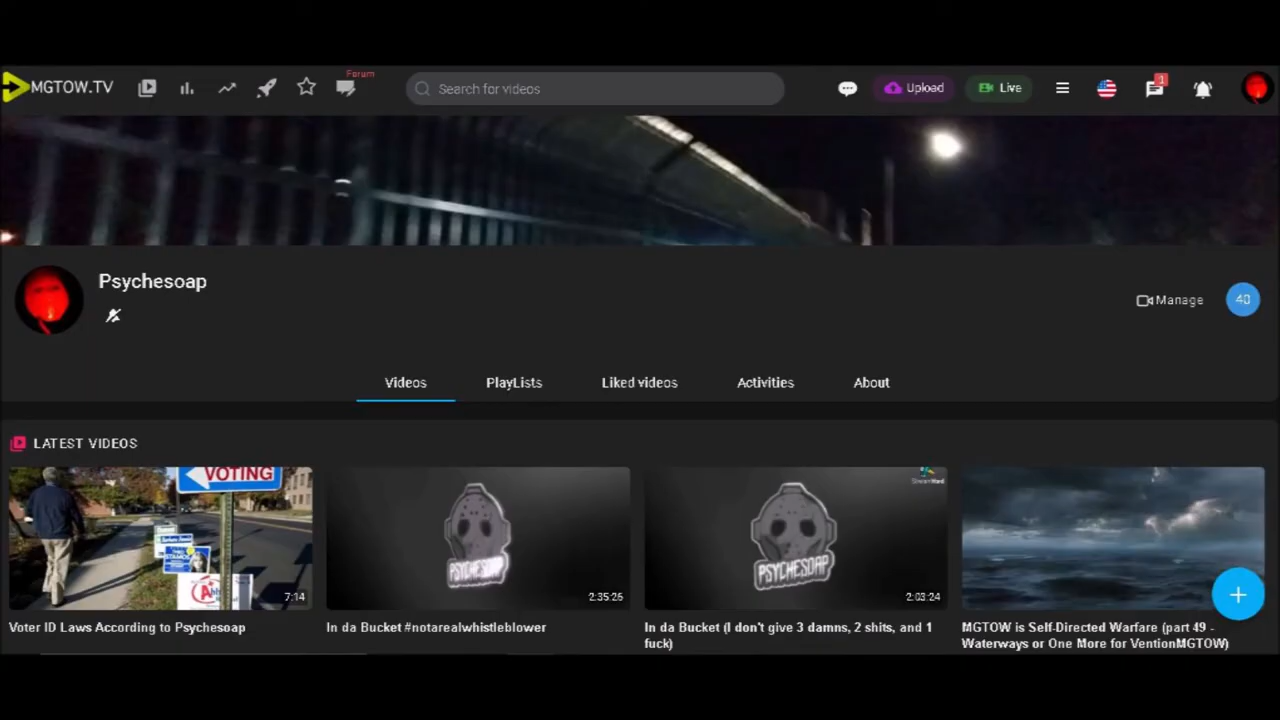 MGTOW.TV
Forum
Search for videos
Upload
Live
1
Psychesoap
Manage
40
Videos
PlayLists
Liked videos
Activities
About
LATEST VIDEOS
VOTING
PSYCHESOAP
PSYCHESOAP
StreamYard
7:14
2:35:26
2:03:24
Voter ID Laws According to Psychesoap
In da Bucket #notarealwhistleblower
In da Bucket (I don't give 3 damns, 2 shits, and 1
fuck)
MGTOW is Self-Directed Warfare (part 49 -
Waterways or One More for VentionMGTOW)